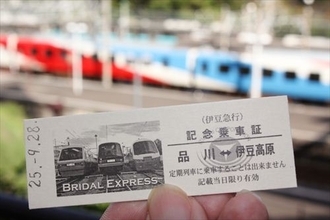 25.-9.28.
BRIDAL EXPRESS
(伊豆急行)
記念乗車証
品川 ↔ 伊豆高原
定期列車に乗車することは出来ません
記載当日限り有効